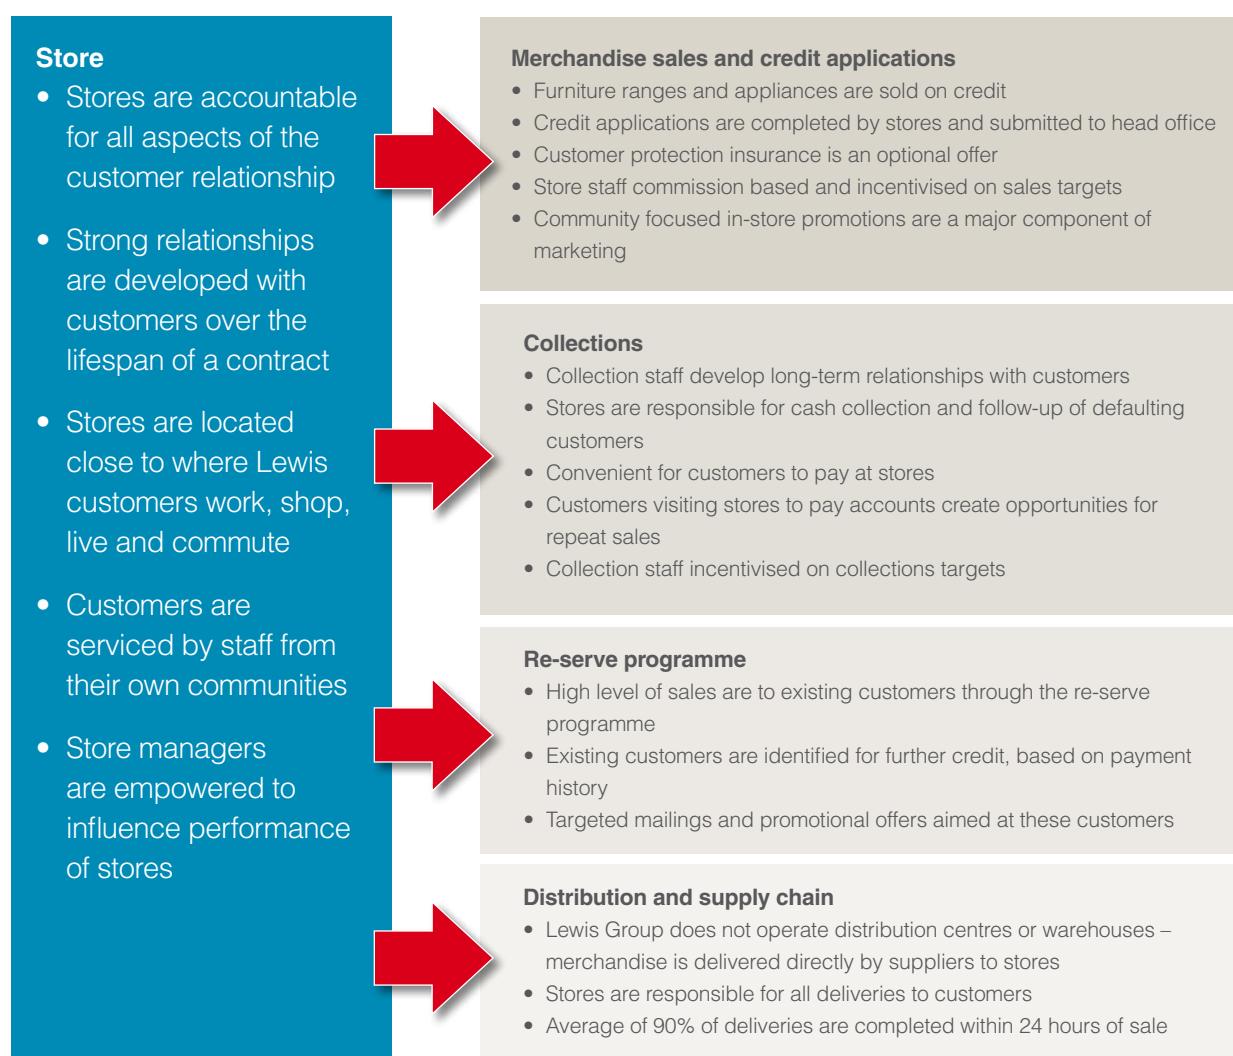 Store
• Stores are accountable
for all aspects of the
customer relationship
• Strong relationships
are developed with
customers over the
lifespan of a contract
• Stores are located
close to where Lewis
customers work, shop,
live and commute
• Customers are
serviced by staff from
their own communities
• Store managers
are empowered to
influence performance
of stores
Merchandise sales and credit applications
• Furniture ranges and appliances are sold on credit
• Credit applications are completed by stores and submitted to head office
• Customer protection insurance is an optional offer
• Store staff commission based and incentivised on sales targets
• Community focused in-store promotions are a major component of
marketing
Collections
• Collection staff develop long-term relationships with customers
• Stores are responsible for cash collection and follow-up of defaulting
customers
• Convenient for customers to pay at stores
• Customers visiting stores to pay accounts create opportunities for
repeat sales
• Collection staff incentivised on collections targets
Re-serve programme
• High level of sales are to existing customers through the re-serve
programme
• Existing customers are identified for further credit, based on payment
history
• Targeted mailings and promotional offers aimed at these customers
Distribution and supply chain
• Lewis Group does not operate distribution centres or warehouses –
merchandise is delivered directly by suppliers to stores
• Stores are responsible for all deliveries to customers
• Average of 90% of deliveries are completed within 24 hours of sale